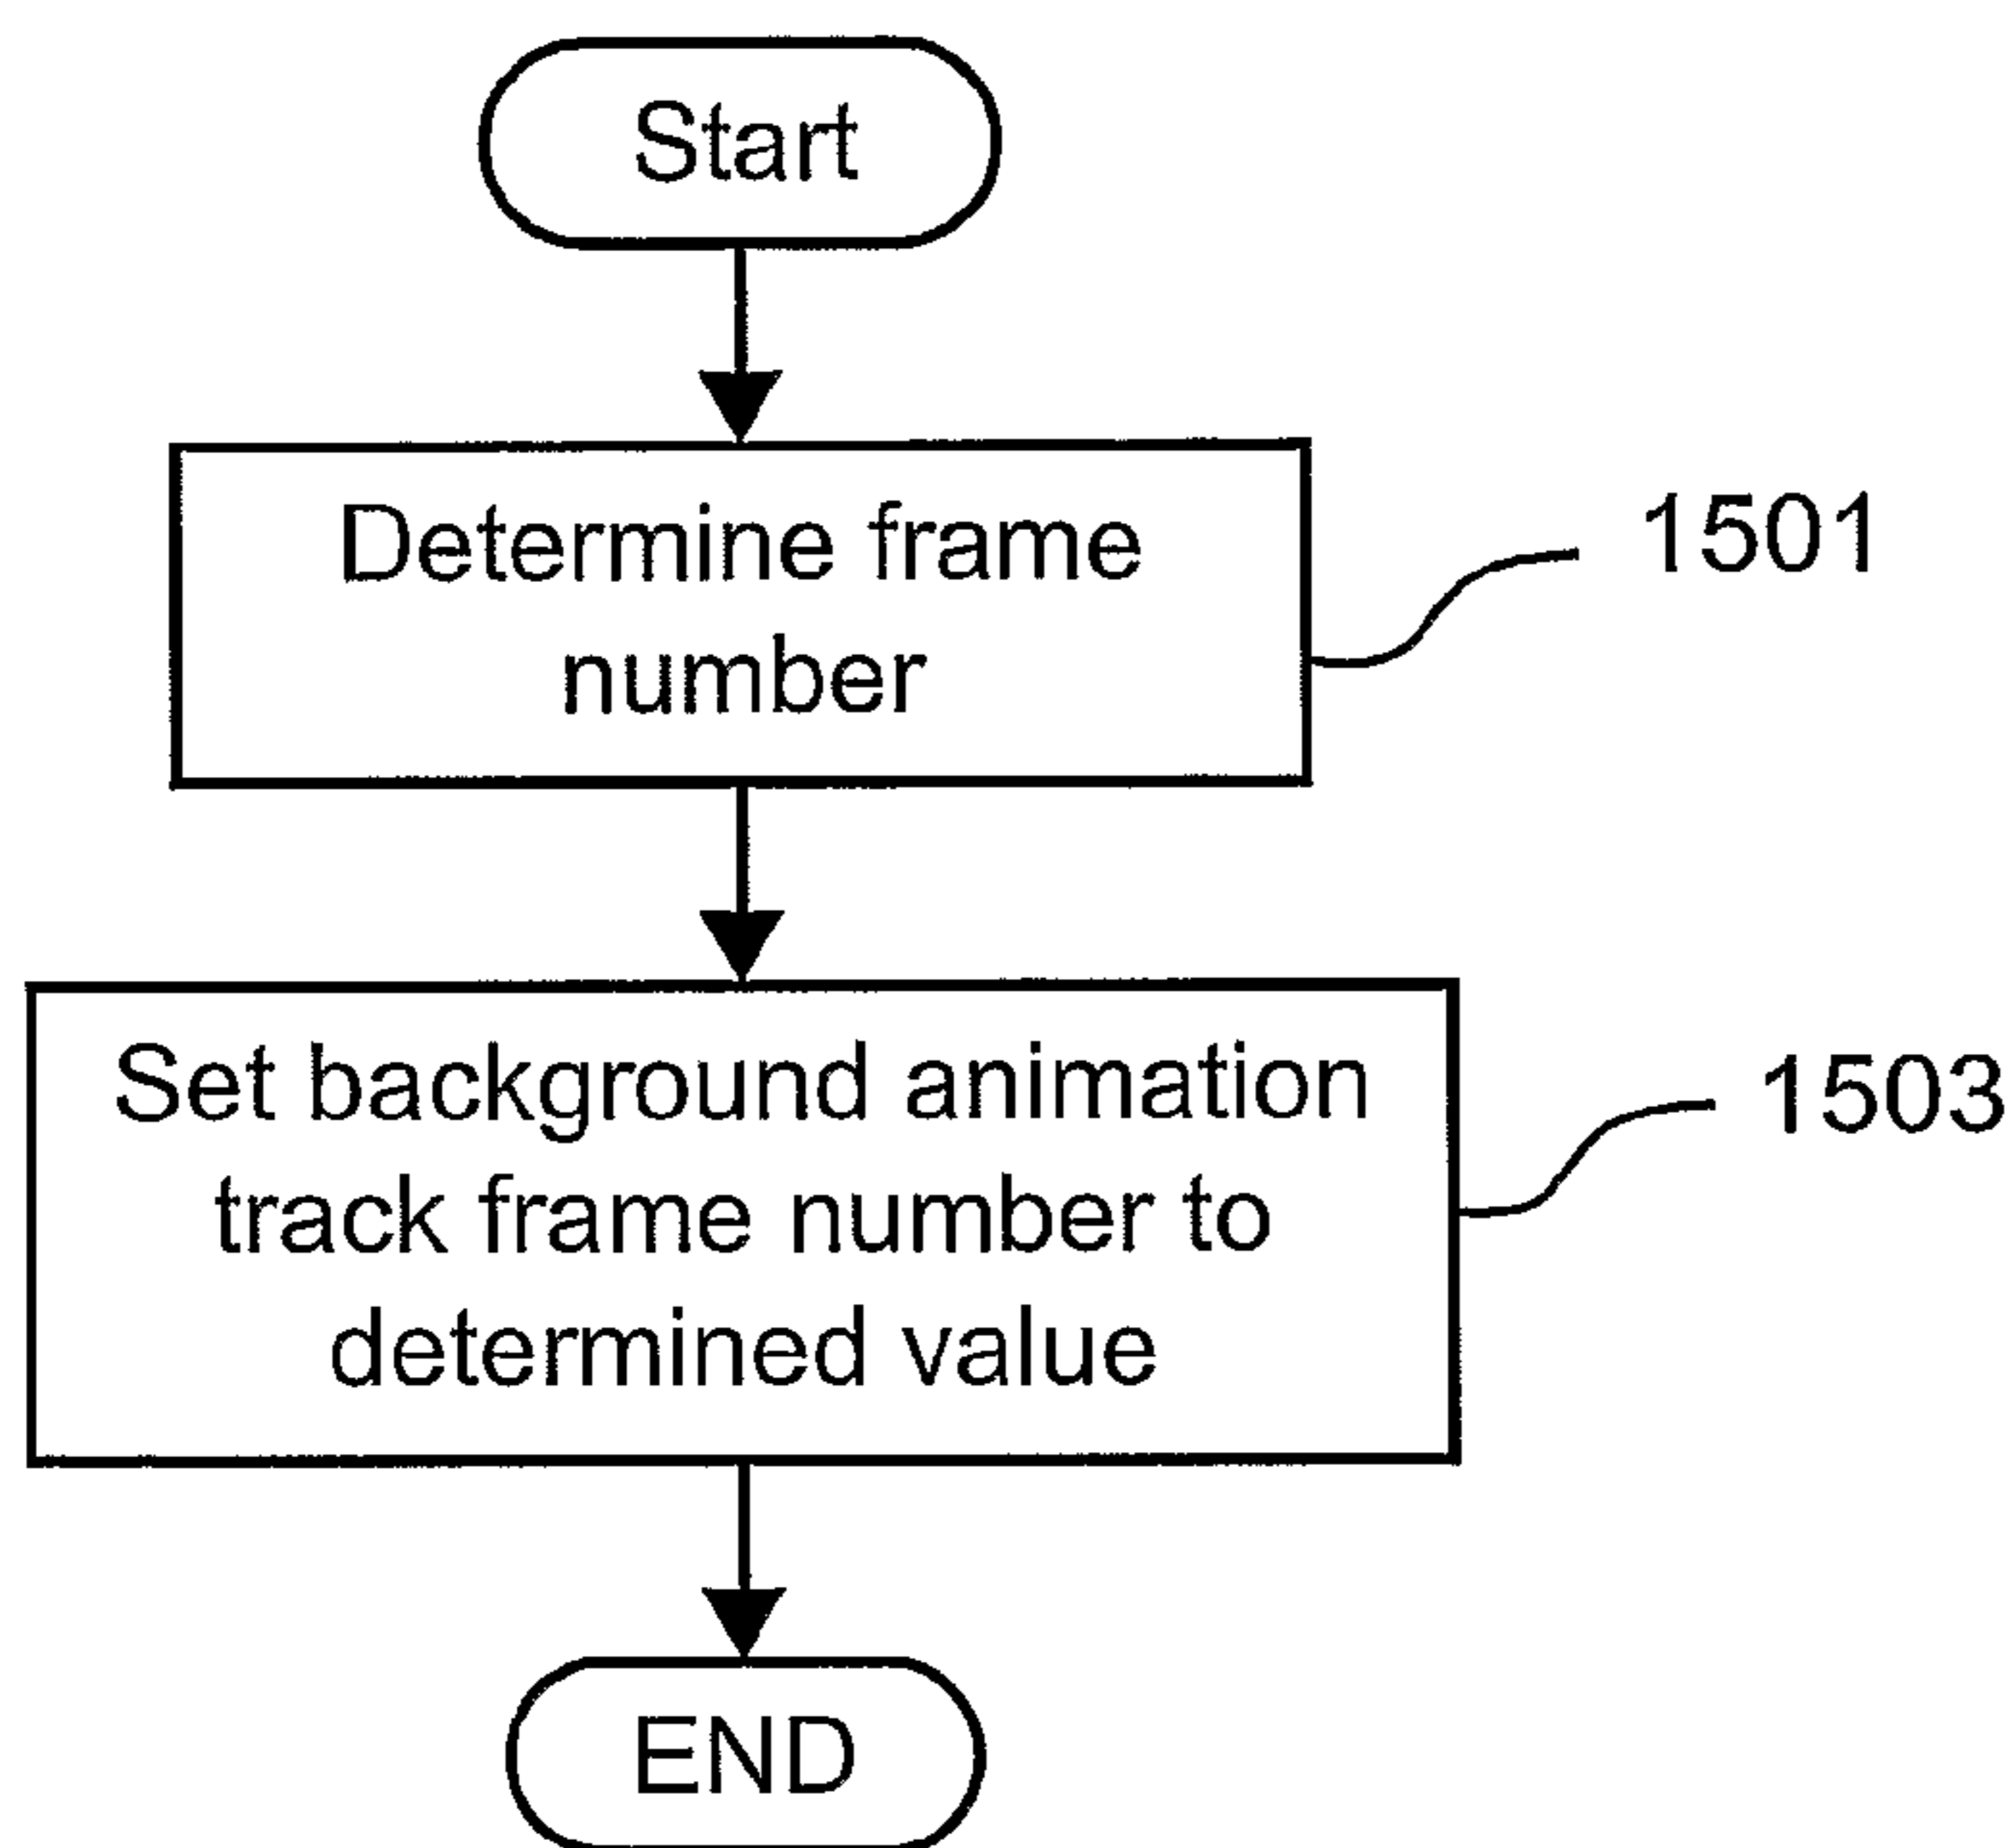 Start
Determine frame
number
1501
Set background animation
track frame number to
determined value
1503
END